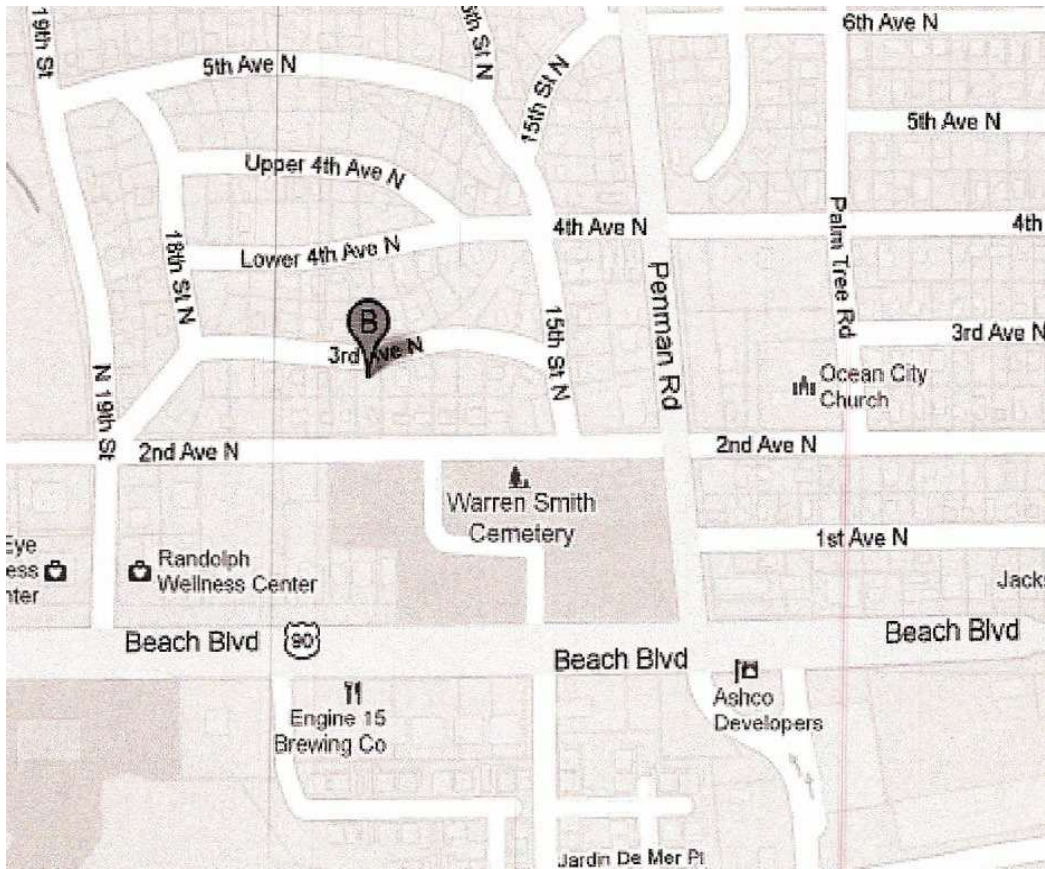 19th St
5th Ave N
15th St N
6th Ave N
5th Ave N
Upper 4th Ave N
4th Ave N
4th
Lower 4th Ave N
18th St N
Palm Tree Rd
Penman Rd
B
3rd Ave N
15th St N
3rd Ave N
N 19th St
Ocean City
Church
2nd Ave N
2nd Ave N
Warren Smith
Cemetery
1st Ave N
Eye
ess
nter
Randolph
Wellness Center
Jacks
Beach Blvd
90
Beach Blvd
Beach Blvd
Engine 15
Brewing Co
Ashco
Developers
Jardin De Mer Pl